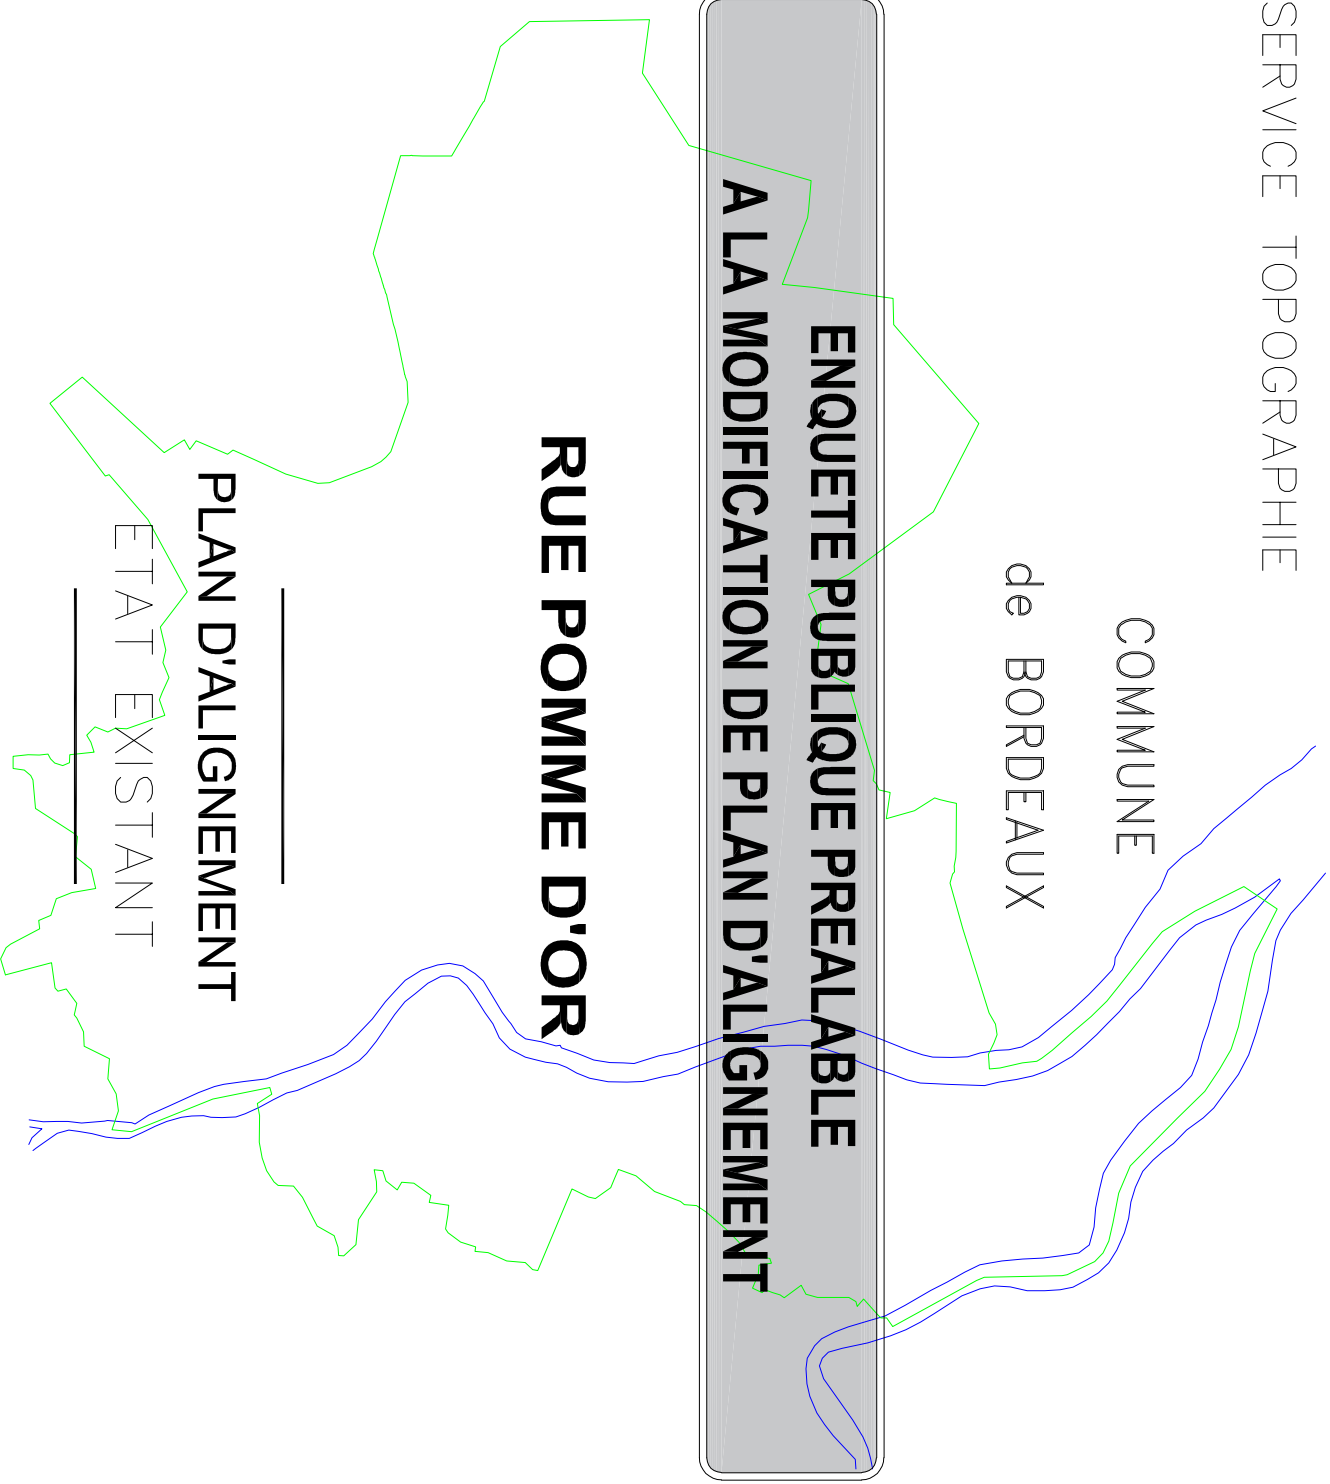 SERVICE TOPOGRAPHIE
COMMUNE
de BORDEAUX
ENQUETE PUBLIQUE PREALABLE
A LA MODIFICATION DE PLAN D'ALIGNEMENT
RUE POMME D'OR
PLAN D'ALIGNEMENT
ETAT EXISTANT